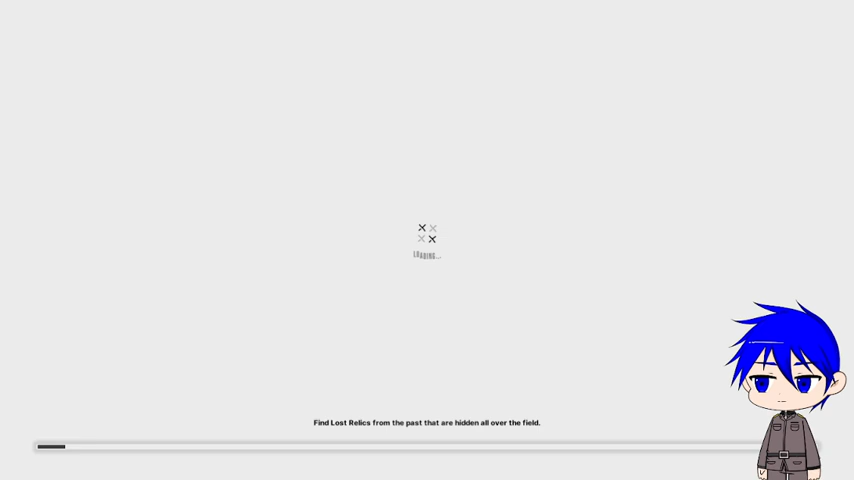 LOADING...
Find Lost Relics from the past that are hidden all over the field.